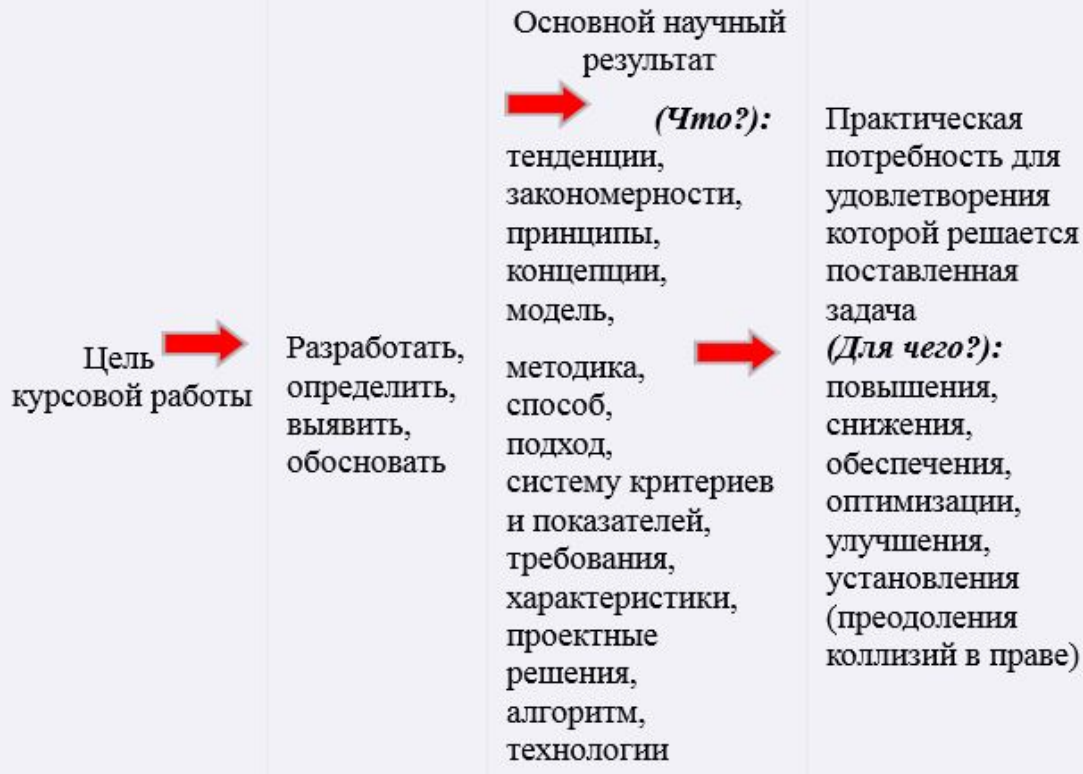 Цель
курсовой работы
Разработать,
определить,
выявить,
обосновать
Основной научный
результат
(Что?):
тенденции,
закономерности,
принципы,
концепции,
модель,
методика,
способ,
подход,
систему критериев
и показателей,
требования,
характеристики,
проектные
решения,
алгоритм,
технологии
Практическая
потребность для
удовлетворения
которой решается
поставленная
задача
(Для чего?):
повышения,
снижения,
обеспечения,
оптимизации,
улучшения,
установления
(преодоления
коллизий в праве)